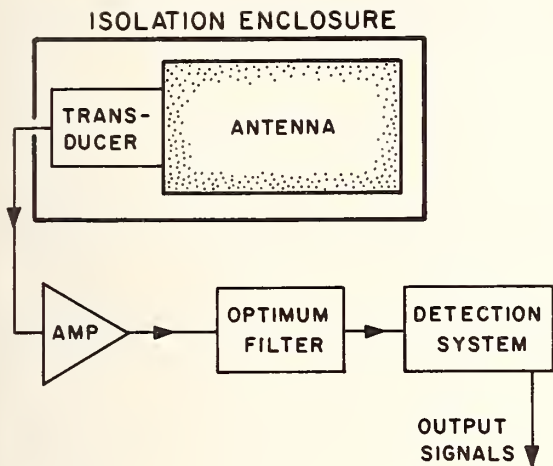 ISOLATION ENCLOSURE
TRANS-
DUCER
ANTENNA
AMP
OPTIMUM
FILTER
DETECTION
SYSTEM
OUTPUT
SIGNALS